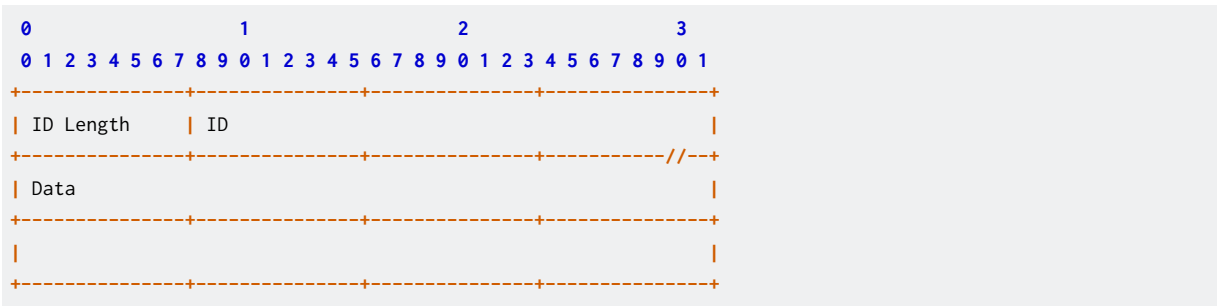 0                   1                   2                   3
0 1 2 3 4 5 6 7 8 9 0 1 2 3 4 5 6 7 8 9 0 1 2 3 4 5 6 7 8 9 0 1
+---------------+---------------+---------------+---------------+
| ID Length     | ID                                            |
+---------------+---------------+---------------+-----------//--+
| Data                                                          |
+---------------+---------------+---------------+---------------+
|                                                               |
+---------------+---------------+---------------+---------------+